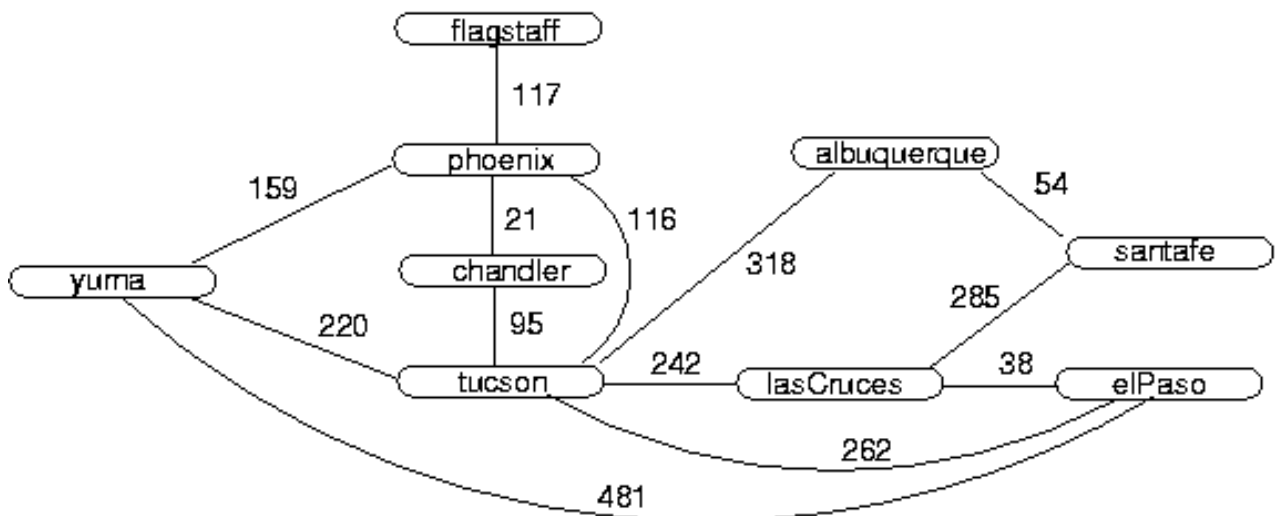 flagstaff
117
phoenix
albuquerque
159
54
21
116
santafe
chandler
318
yuma
285
220
95
242
38
tucson
lasCruces
elPaso
262
481